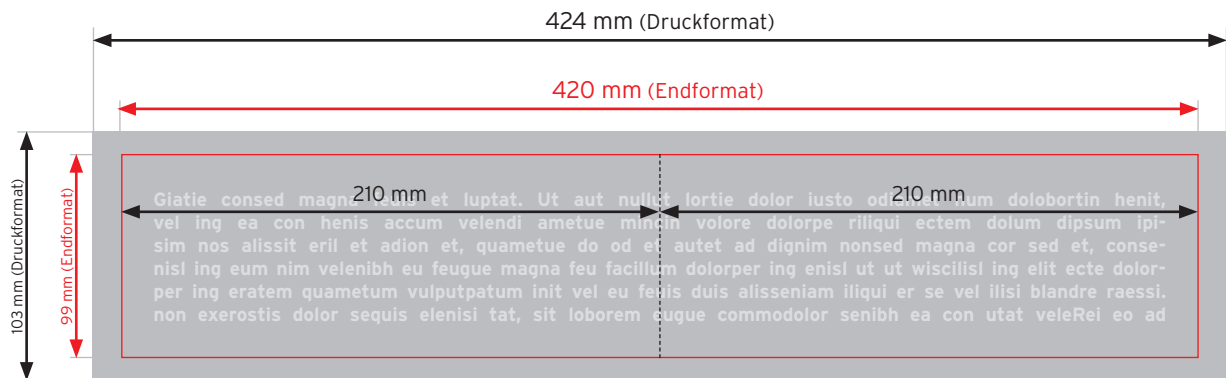 424 mm (Druckformat)
420 mm (Endformat)
103 mm (Druckformat)
99 mm (Endformat)
210 mm
210 mm
Giatie consed magna et luptat. Ut aut lortie dolor iusto dolobortin henit,
vel ing ea con henis accum velendi ametue volore dolorpe riliqui ectem dolum dipsum ipi-
sim nos alissit eril et adion et, quametue do od et autet ad dignim nonsed magna cor sed et, conse-
nisl ing eum nim velenibh eu feugue magna feu facillum dolorper ing enisl ut ut wiscilisl ing elit ecte dolor-
per ing eratem quametum vulputpatum init vel eu feuis duis alisseniam iliqui er se vel ilisi blandre raessi.
non exerostis dolor sequis elenisi tat, sit loborem eugue commodolor senibh ea con utat veleRei eo ad